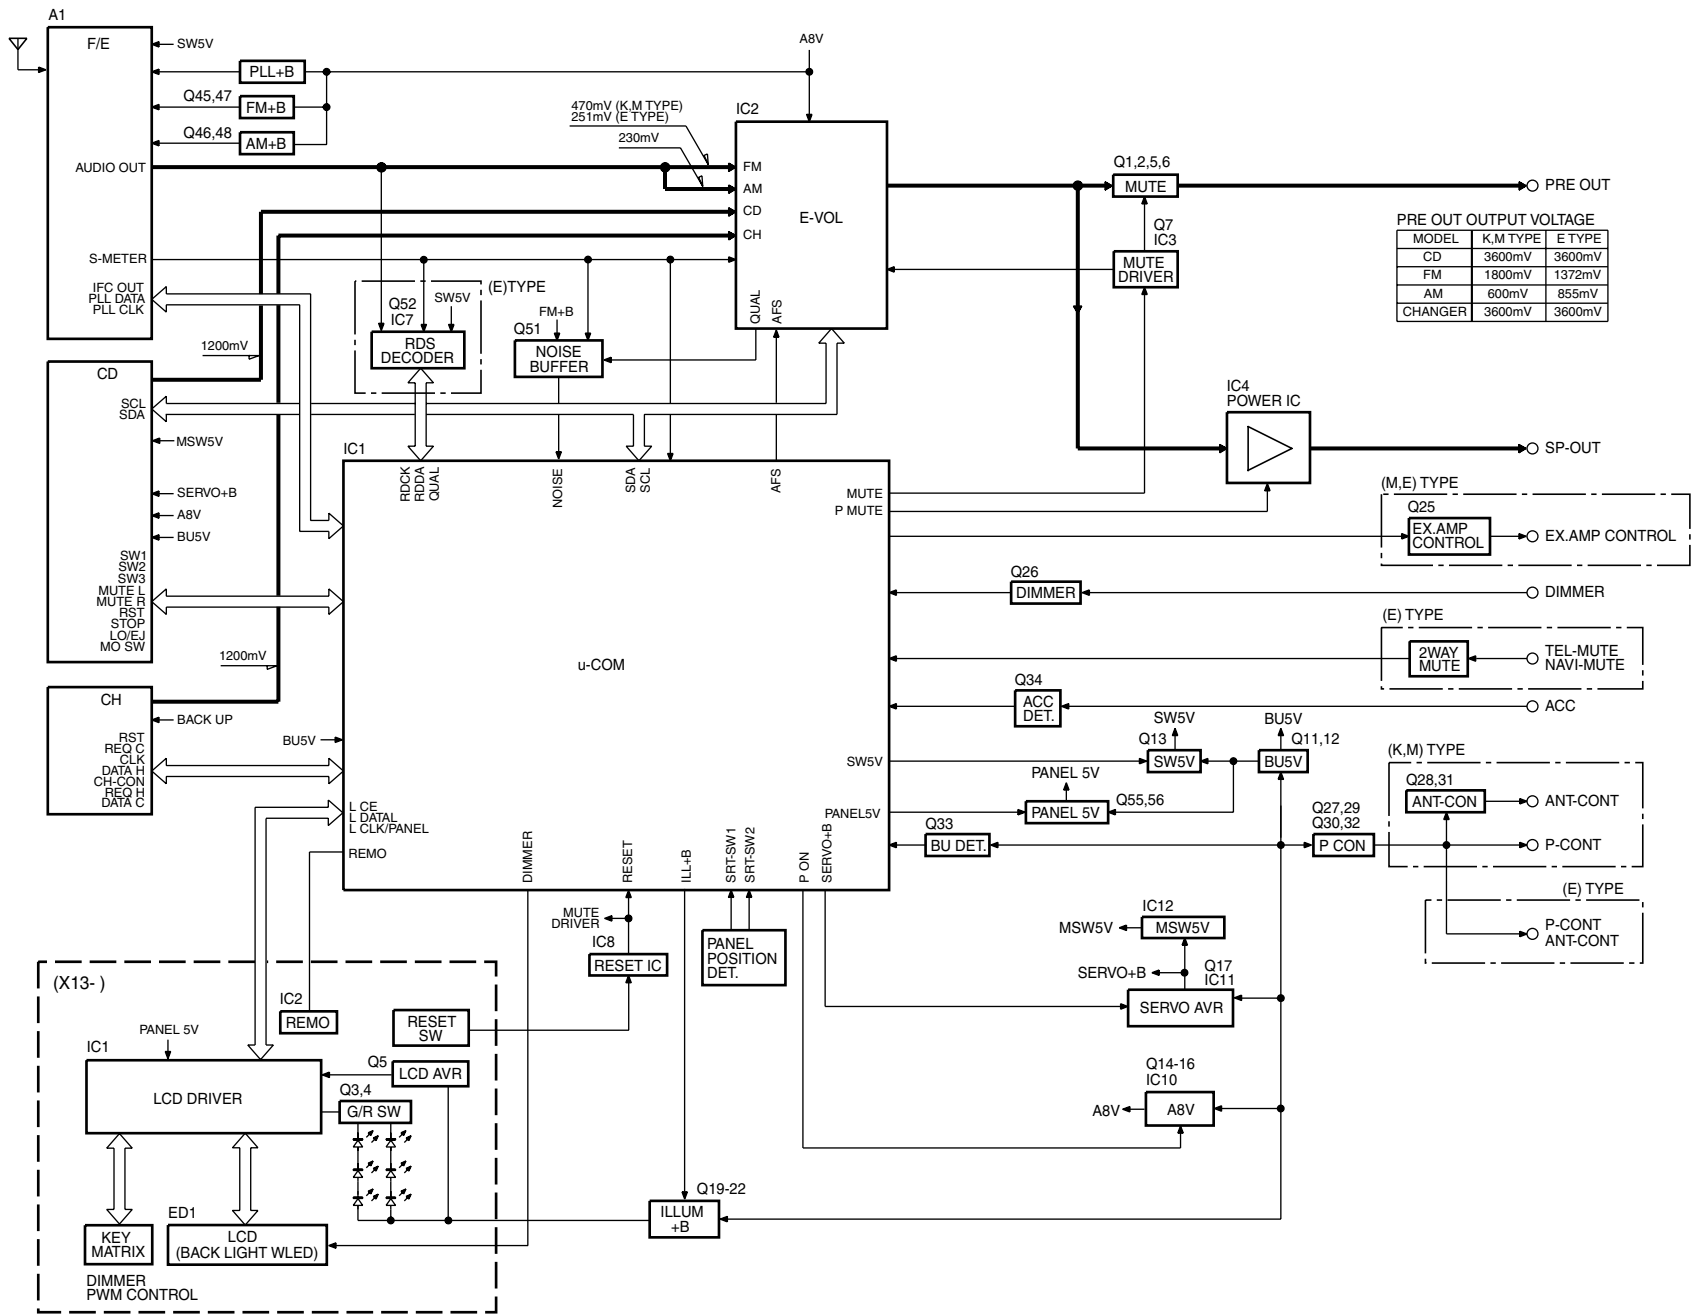 A1
F/E
SW5V
PLL+B
Q45,47
FM+B
Q46,48
AM+B
AUDIO OUT
S-METER
IFC OUT
PLL DATA
PLL CLK
A8V
470mV (K,M TYPE)
251mV (E TYPE)
230mV
IC2
FM
AM
CD
CH
E-VOL
QUAL
AFS
Q1,2,5,6
MUTE
PRE OUT
Q7
IC3
MUTE
DRIVER
PRE OUT OUTPUT VOLTAGE
MODEL K,M TYPE E TYPE
CD 3600mV 3600mV
FM 1800mV 1372mV
AM 600mV 855mV
CHANGER 3600mV 3600mV
(E)TYPE
Q52
IC7
SW5V
RDS
DECODER
FM+B
Q51
NOISE
BUFFER
1200mV
CD
SCL
SDA
MSW5V
SERVO+B
A8V
BU5V
SW1
SW2
SW3
MUTE L
MUTE R
RST
STOP
LO/EJ
MO SW
1200mV
CH
BACK UP
RST
REQ C
CLK
DATA H
CH-CON
REQ H
DATA C
IC4
POWER IC
SP-OUT
IC1
RDCK
RDDA
QUAL
NOISE
SDA
SCL
AFS
MUTE
P MUTE
u-COM
BU5V
L CE
L DATAL
L CLK/PANEL
REMO
SW5V
PANEL5V
DIMMER
RESET
ILL+B
SRT-SW1
SRT-SW2
P ON
SERVO+B
(M,E) TYPE
Q25
EX.AMP
CONTROL
EX.AMP CONTROL
Q26
DIMMER
DIMMER
(E) TYPE
2WAY
MUTE
TEL-MUTE
NAVI-MUTE
Q34
ACC
DET.
ACC
SW5V
Q13
SW5V
BU5V
Q11,12
BU5V
PANEL 5V
Q55,56
PANEL 5V
Q33
BU DET.
Q27,29
Q30,32
P CON
(K,M) TYPE
Q28,31
ANT-CON
ANT-CONT
P-CONT
(E) TYPE
P-CONT
ANT-CONT
MUTE
DRIVER
IC8
RESET IC
PANEL
POSITION
DET.
IC12
MSW5V
MSW5V
SERVO+B
Q17
IC11
SERVO AVR
Q14-16
IC10
A8V
A8V
Q19-22
ILLUM
+B
(X13- )
IC2
REMO
RESET
SW
PANEL 5V
IC1
LCD DRIVER
Q5
LCD AVR
Q3,4
G/R SW
ED1
KEY
MATRIX
LCD
(BACK LIGHT WLED)
DIMMER
PWM CONTROL